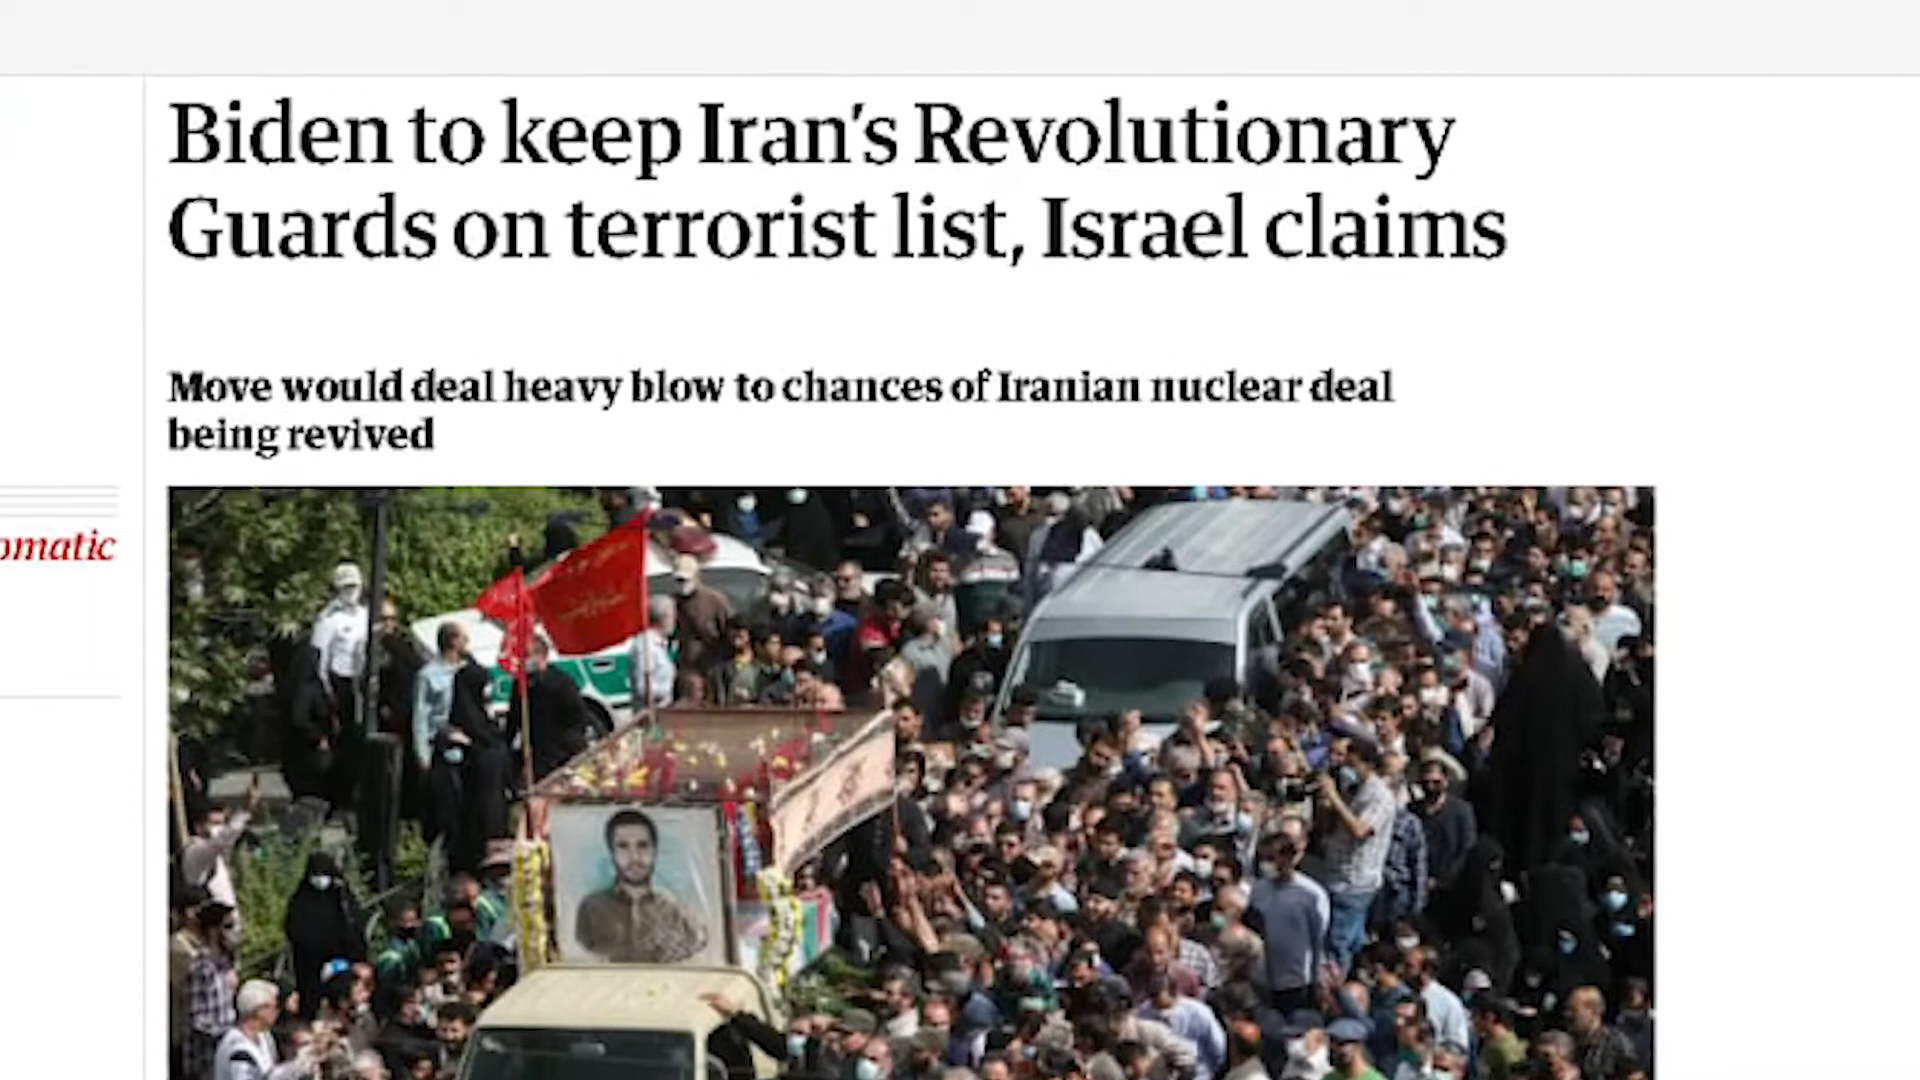 Biden to keep Iran's Revolutionary
Guards on terrorist list, Israel claims
Move would deal heavy blow to chances of Iranian nuclear deal
being revived
omatic